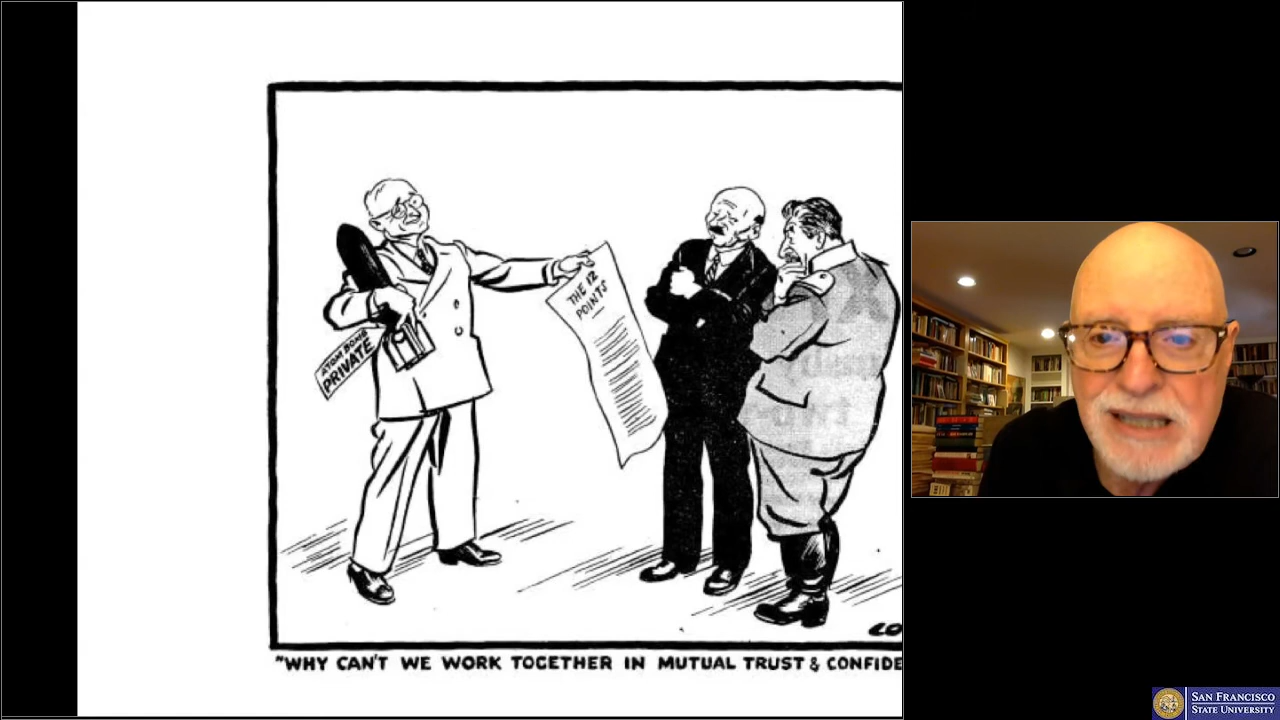 THE 12
POINTS
ATOM BOMB
PRIVATE
LO
"WHY CAN'T WE WORK TOGETHER IN MUTUAL TRUST & CONFIDE
SAN FRANCISCO
STATE UNIVERSITY